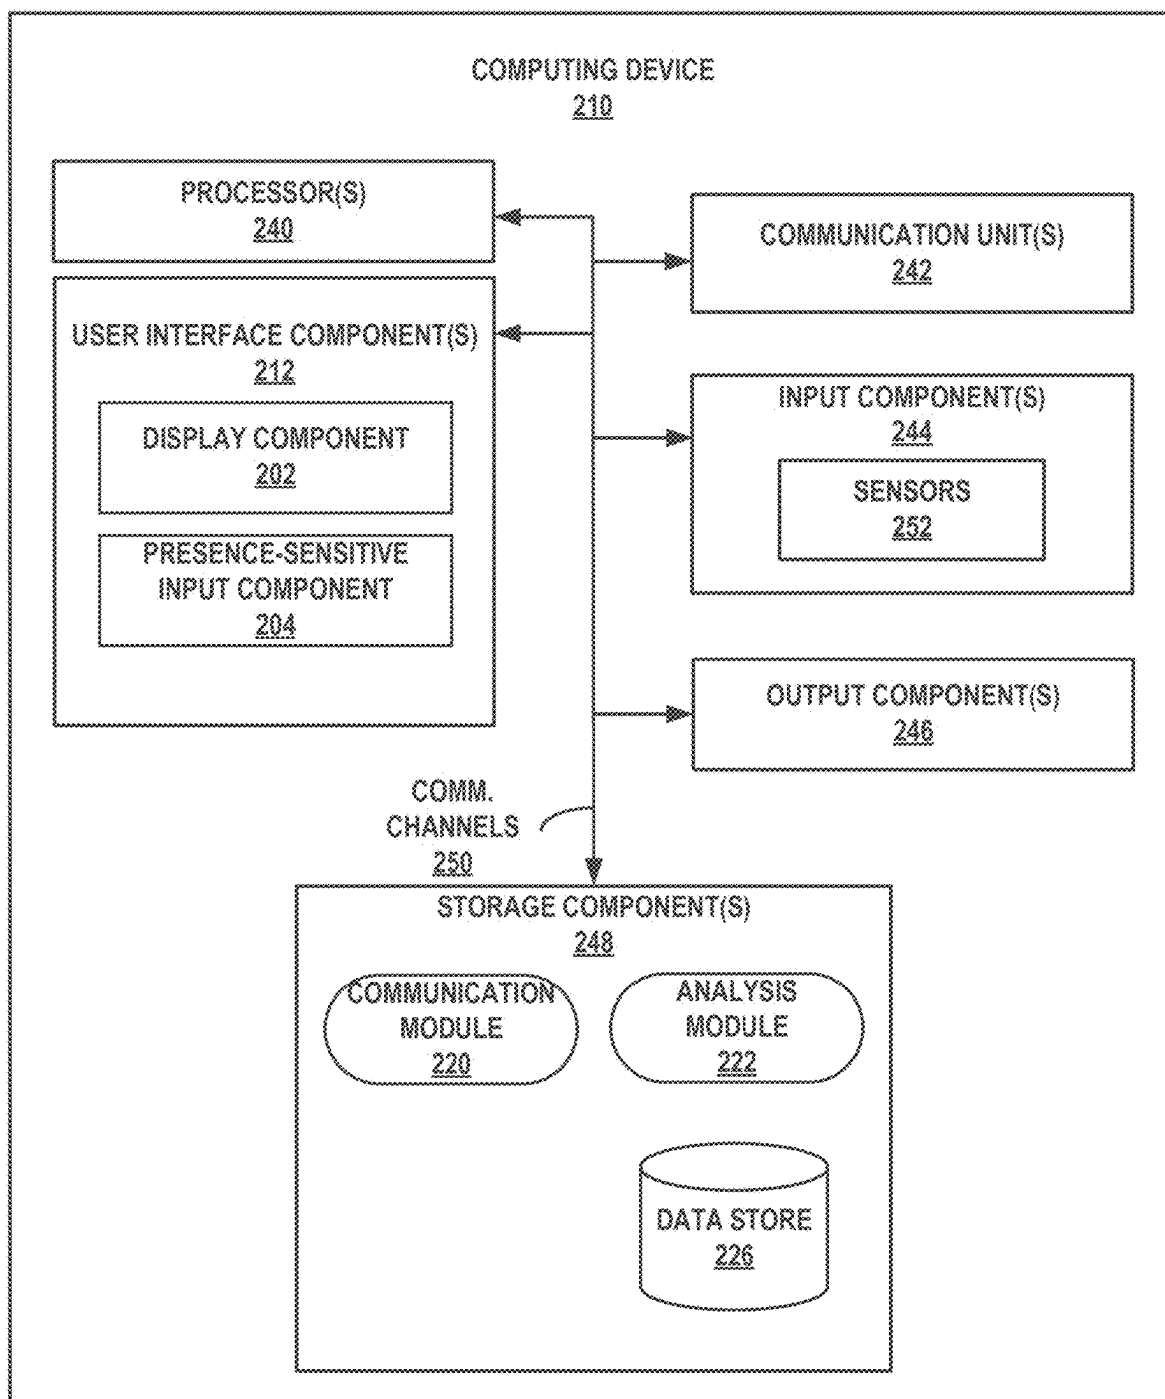 COMPUTING DEVICE
210
PROCESSOR(S)
240
COMMUNICATION UNIT(S)
242
USER INTERFACE COMPONENT(S)
212
DISPLAY COMPONENT
202
PRESENCE-SENSITIVE
INPUT COMPONENT
204
INPUT COMPONENT(S)
244
SENSORS
252
OUTPUT COMPONENT(S)
246
COMM.
CHANNELS
250
STORAGE COMPONENT(S)
248
COMMUNICATION
MODULE
220
ANALYSIS
MODULE
222
DATA STORE
226